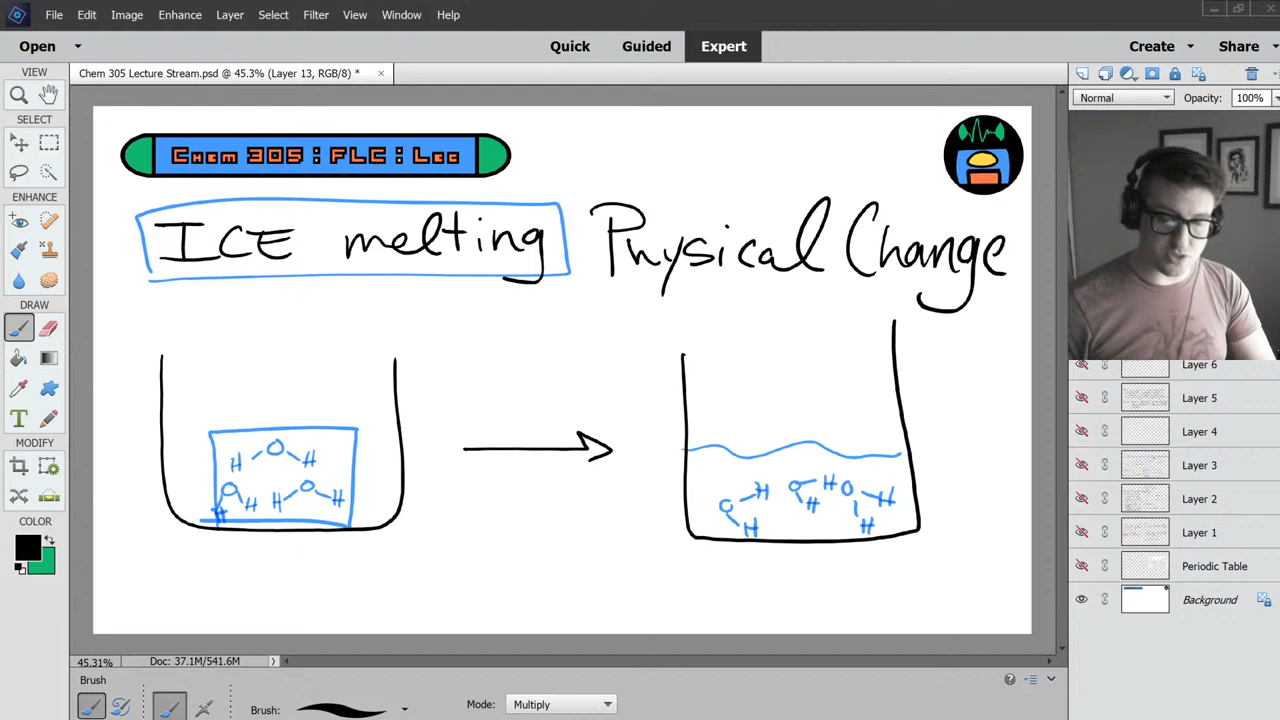 File Edit Image Enhance Layer Select Filter View Window Help
Open Quick Guided Expert Create Share
VIEW
Chem 305 Lecture Stream.psd @ 45.3% (Layer 13, RGB/8) * ×
Normal Opacity: 100%
SELECT
ENHANCE
DRAW
MODIFY
COLOR
Chem 305 : FLC : Lec
ICE melting Physical Change
O
H H
O O
H H H H
O H O H O H
H H H
Layer 6
Layer 5
Layer 4
Layer 3
Layer 2
Layer 1
Periodic Table
Background
45.31% Doc: 37.1M/541.6M
Brush
Brush: Mode: Multiply